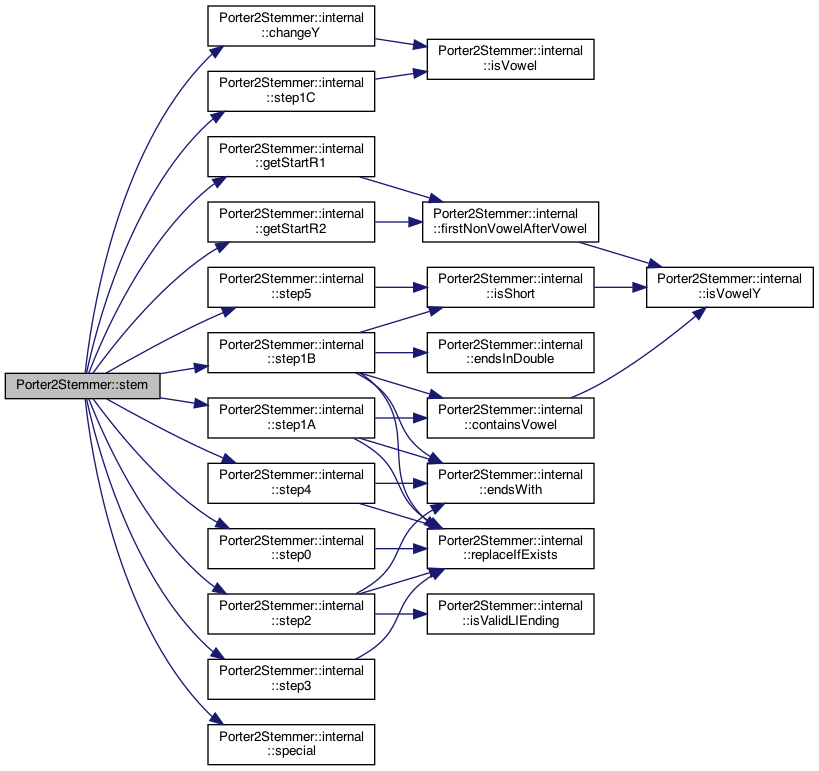 Porter2Stemmer::stem
Porter2Stemmer::internal
::changeY
Porter2Stemmer::internal
::step1C
Porter2Stemmer::internal
::getStartR1
Porter2Stemmer::internal
::getStartR2
Porter2Stemmer::internal
::step5
Porter2Stemmer::internal
::step1B
Porter2Stemmer::internal
::step1A
Porter2Stemmer::internal
::step4
Porter2Stemmer::internal
::step0
Porter2Stemmer::internal
::step2
Porter2Stemmer::internal
::step3
Porter2Stemmer::internal
::special
Porter2Stemmer::internal
::isVowel
Porter2Stemmer::internal
::firstNonVowelAfterVowel
Porter2Stemmer::internal
::isShort
Porter2Stemmer::internal
::endsInDouble
Porter2Stemmer::internal
::containsVowel
Porter2Stemmer::internal
::endsWith
Porter2Stemmer::internal
::replaceIfExists
Porter2Stemmer::internal
::isValidLIEnding
Porter2Stemmer::internal
::isVowelY